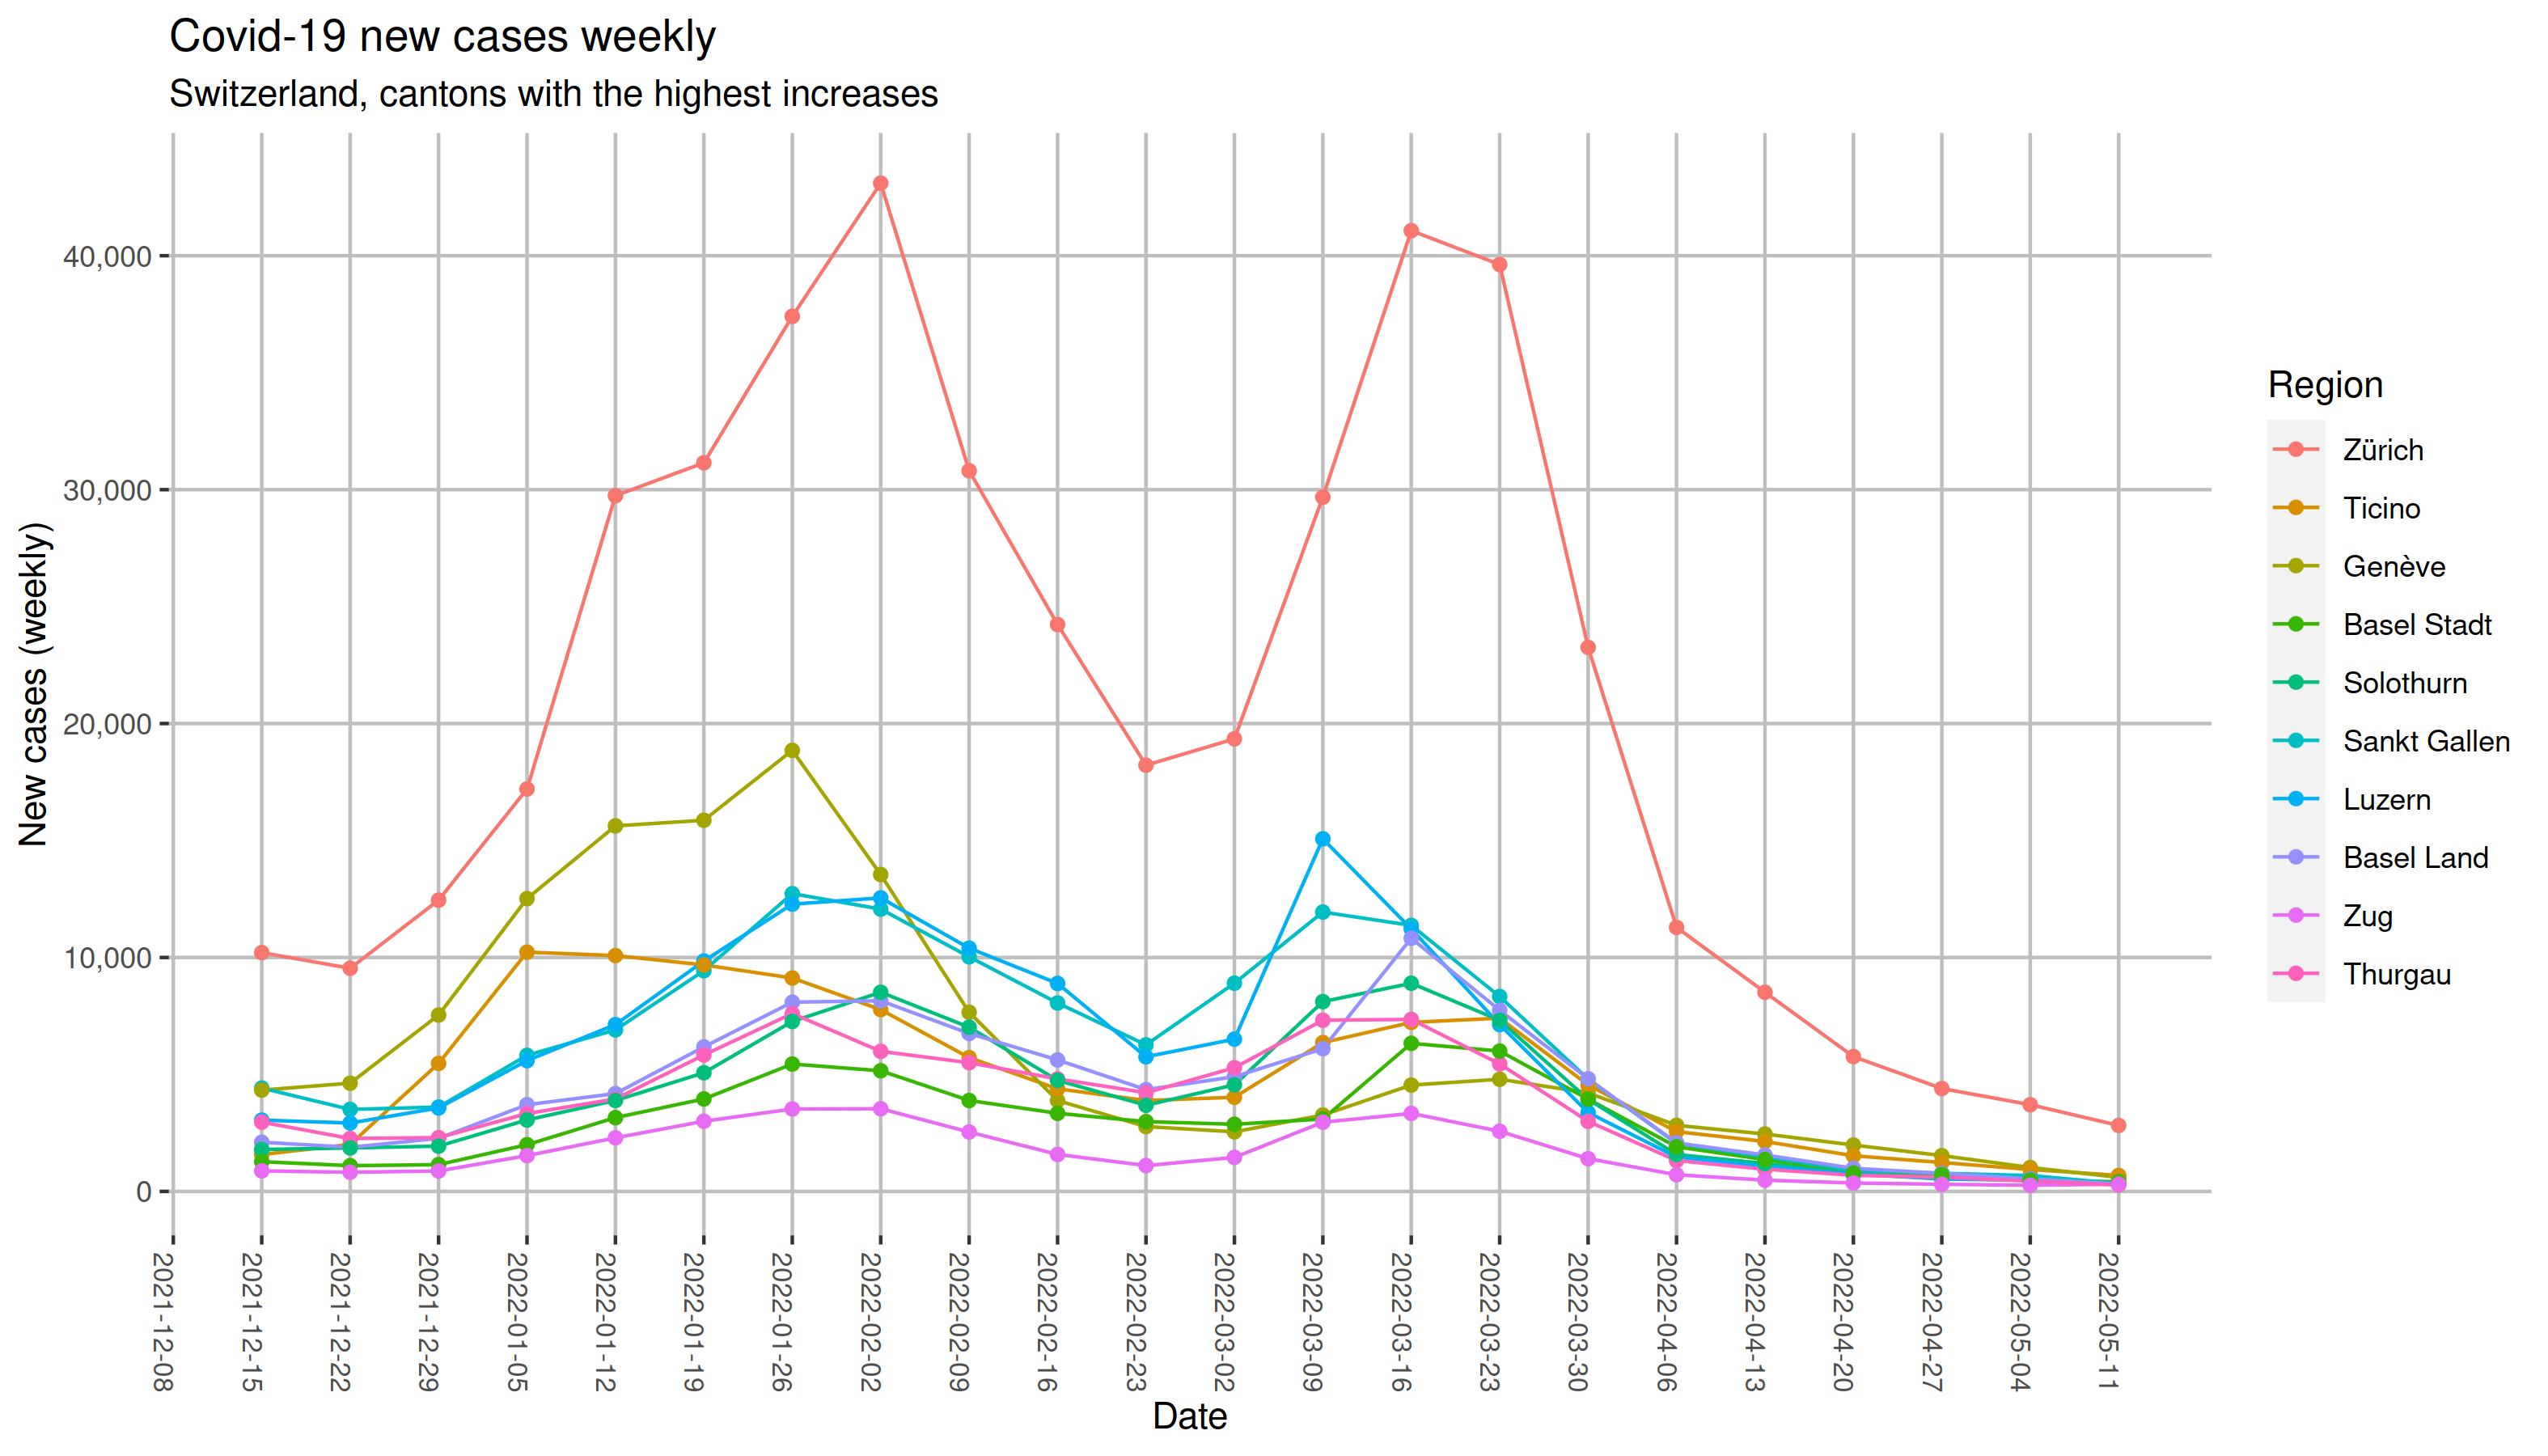 Covid-19 new cases weekly
Switzerland, cantons with the highest increases
New cases (weekly)
40,000
30,000
20,000
10,000
0
2021-12-08
2021-12-15
2021-12-22
2021-12-29
2022-01-05
2022-01-12
2022-01-19
2022-01-26
2022-02-02
2022-02-09
2022-02-16
2022-02-23
2022-03-02
2022-03-09
2022-03-16
2022-03-23
2022-03-30
2022-04-06
2022-04-13
2022-04-20
2022-04-27
2022-05-04
2022-05-11
Date
Region
Zürich
Ticino
Genève
Basel Stadt
Solothurn
Sankt Gallen
Luzern
Basel Land
Zug
Thurgau